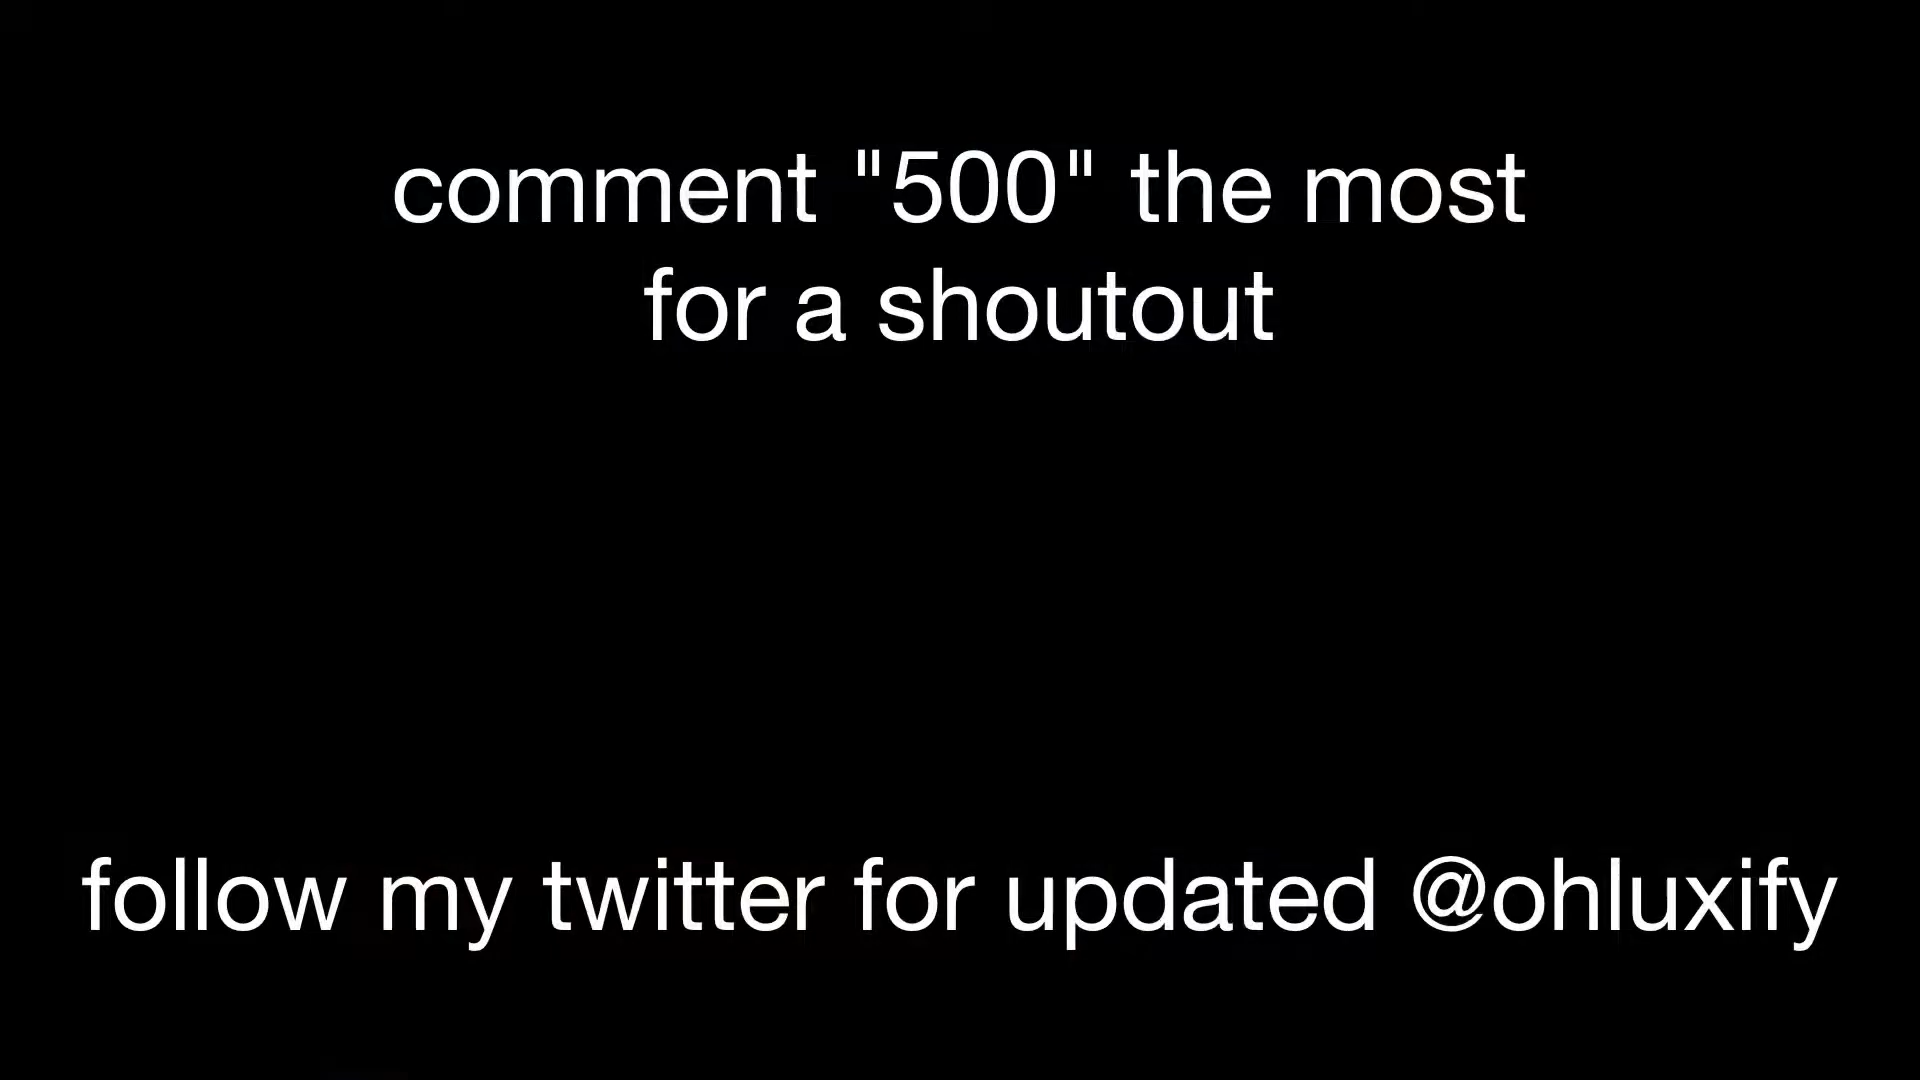 comment "500" the most
for a shoutout
follow my twitter for updated @ohluxify